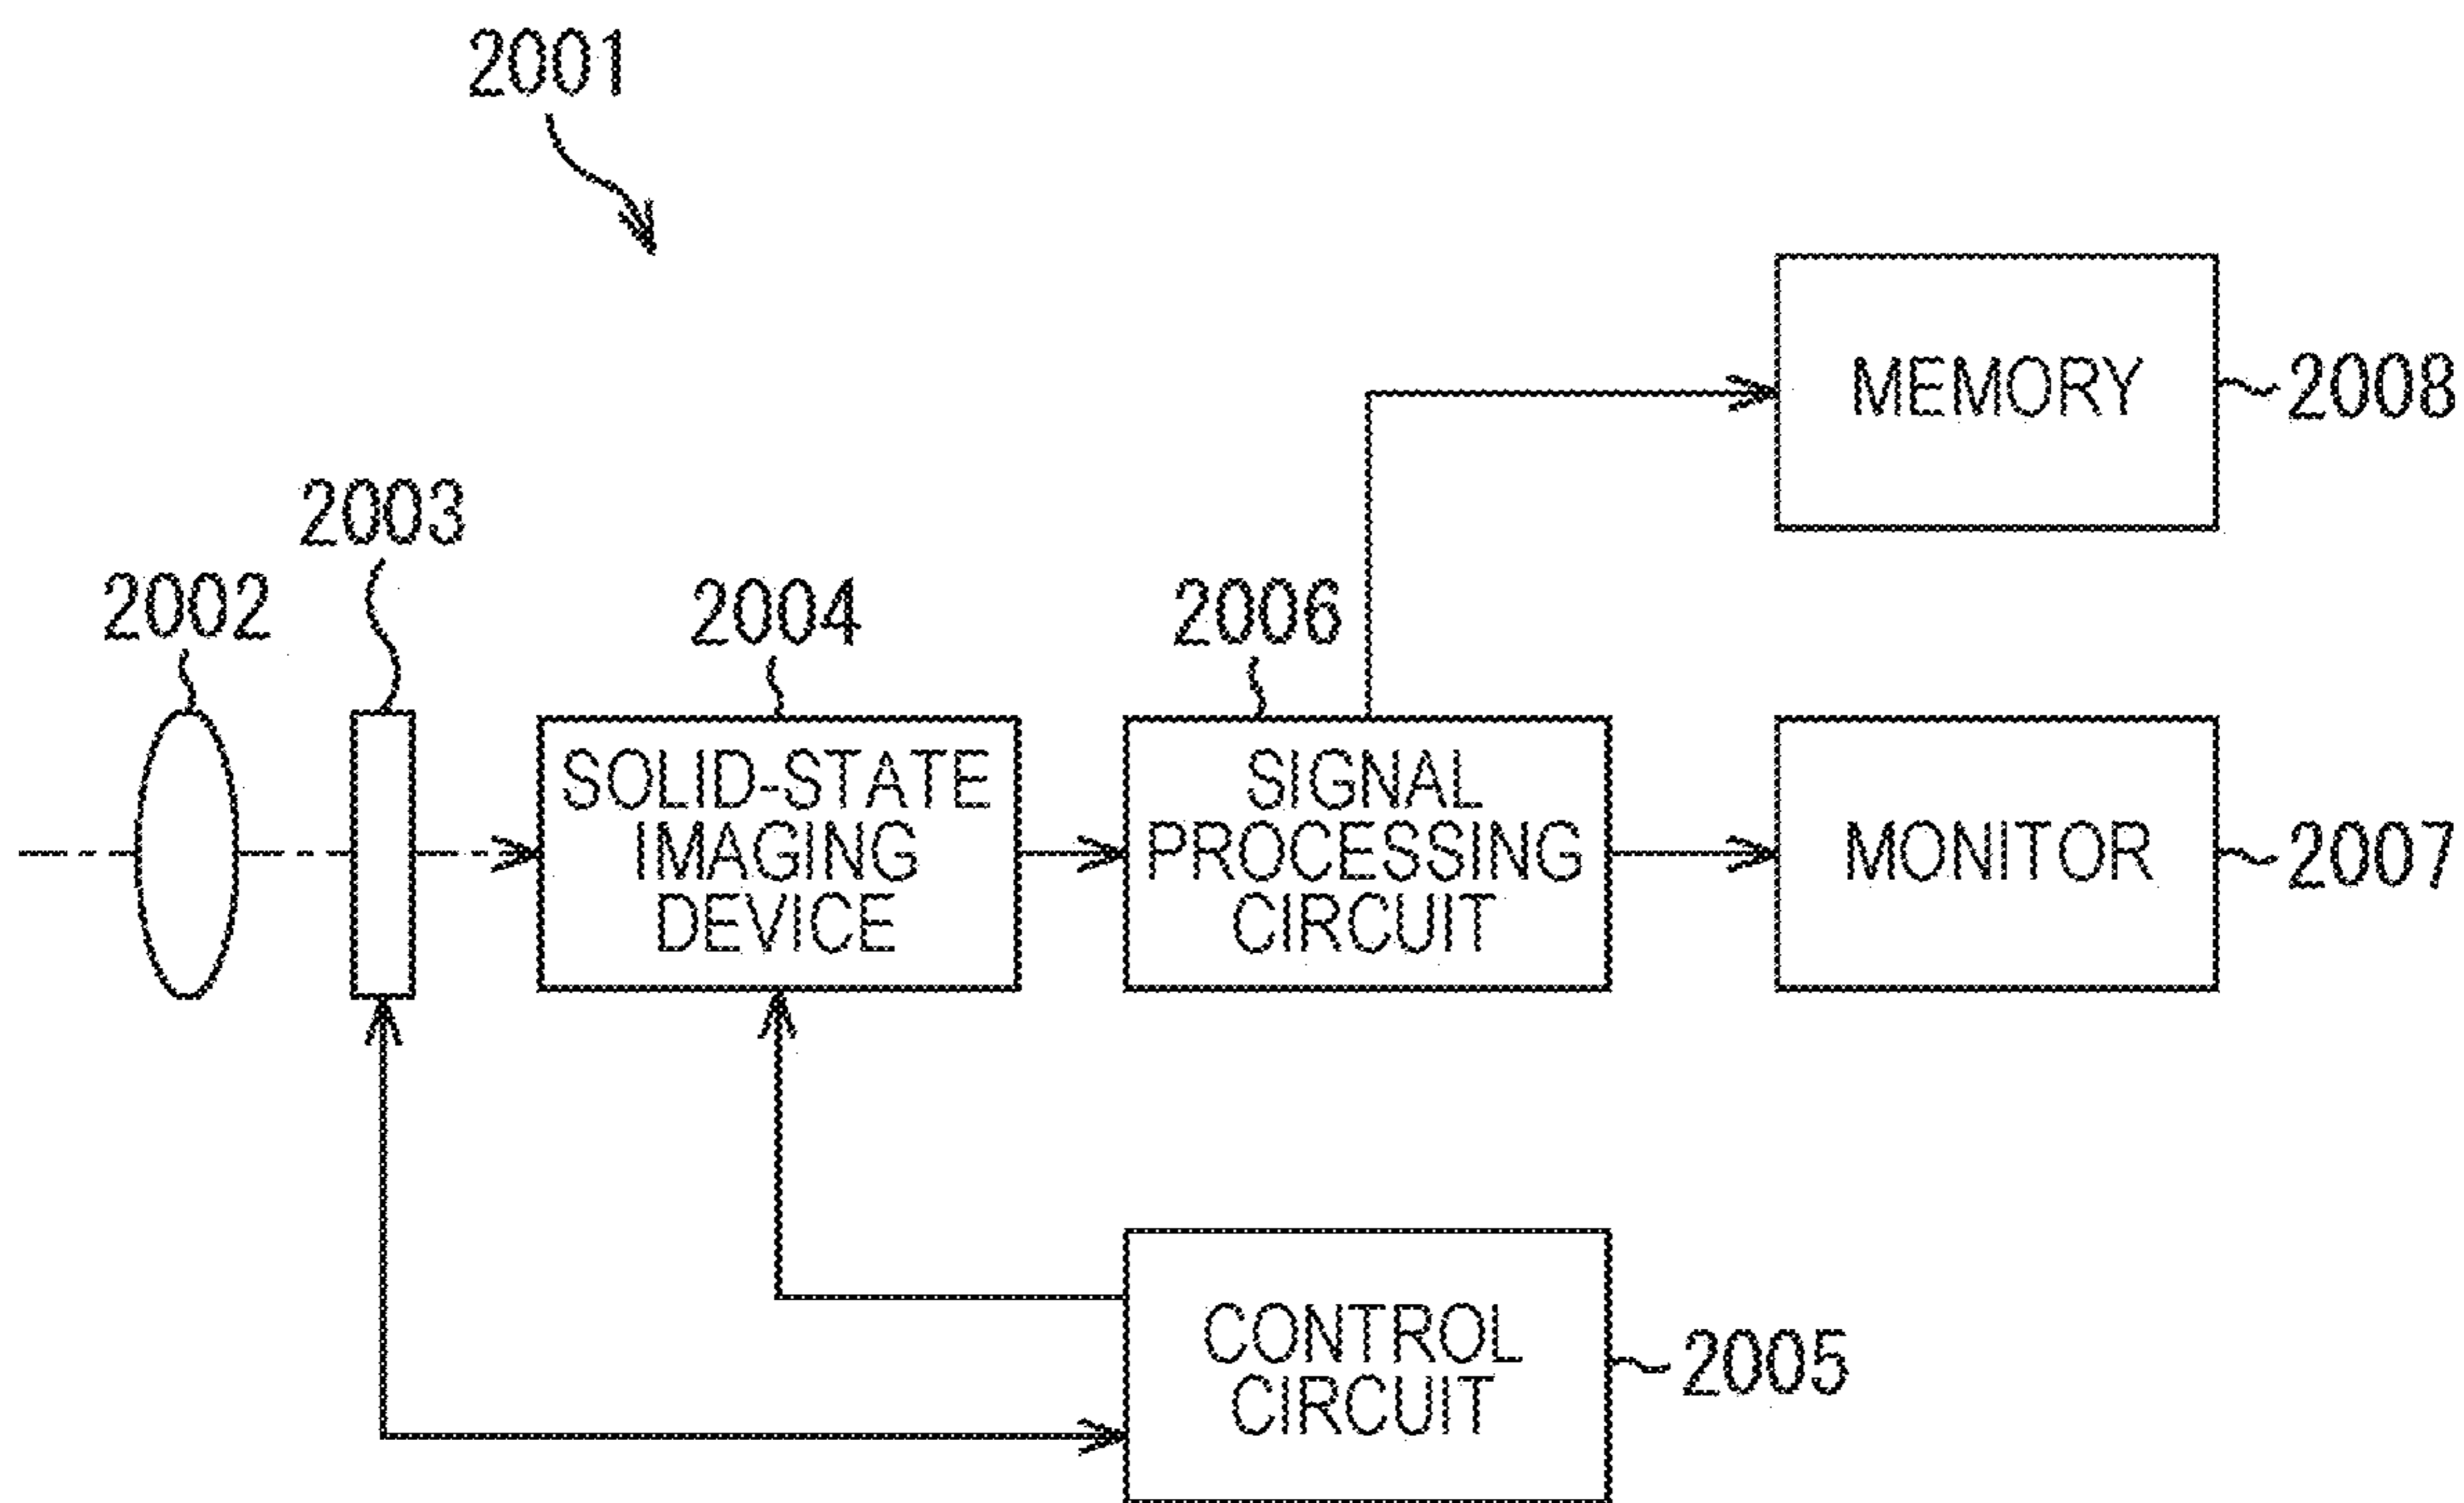 2001
MEMORY
2008
2003
2002
2004
2006
SOLID-STATE
IMAGING
DEVICE
SIGNAL
PROCESSING
CIRCUIT
MONITOR
2007
CONTROL
CIRCUIT
2005